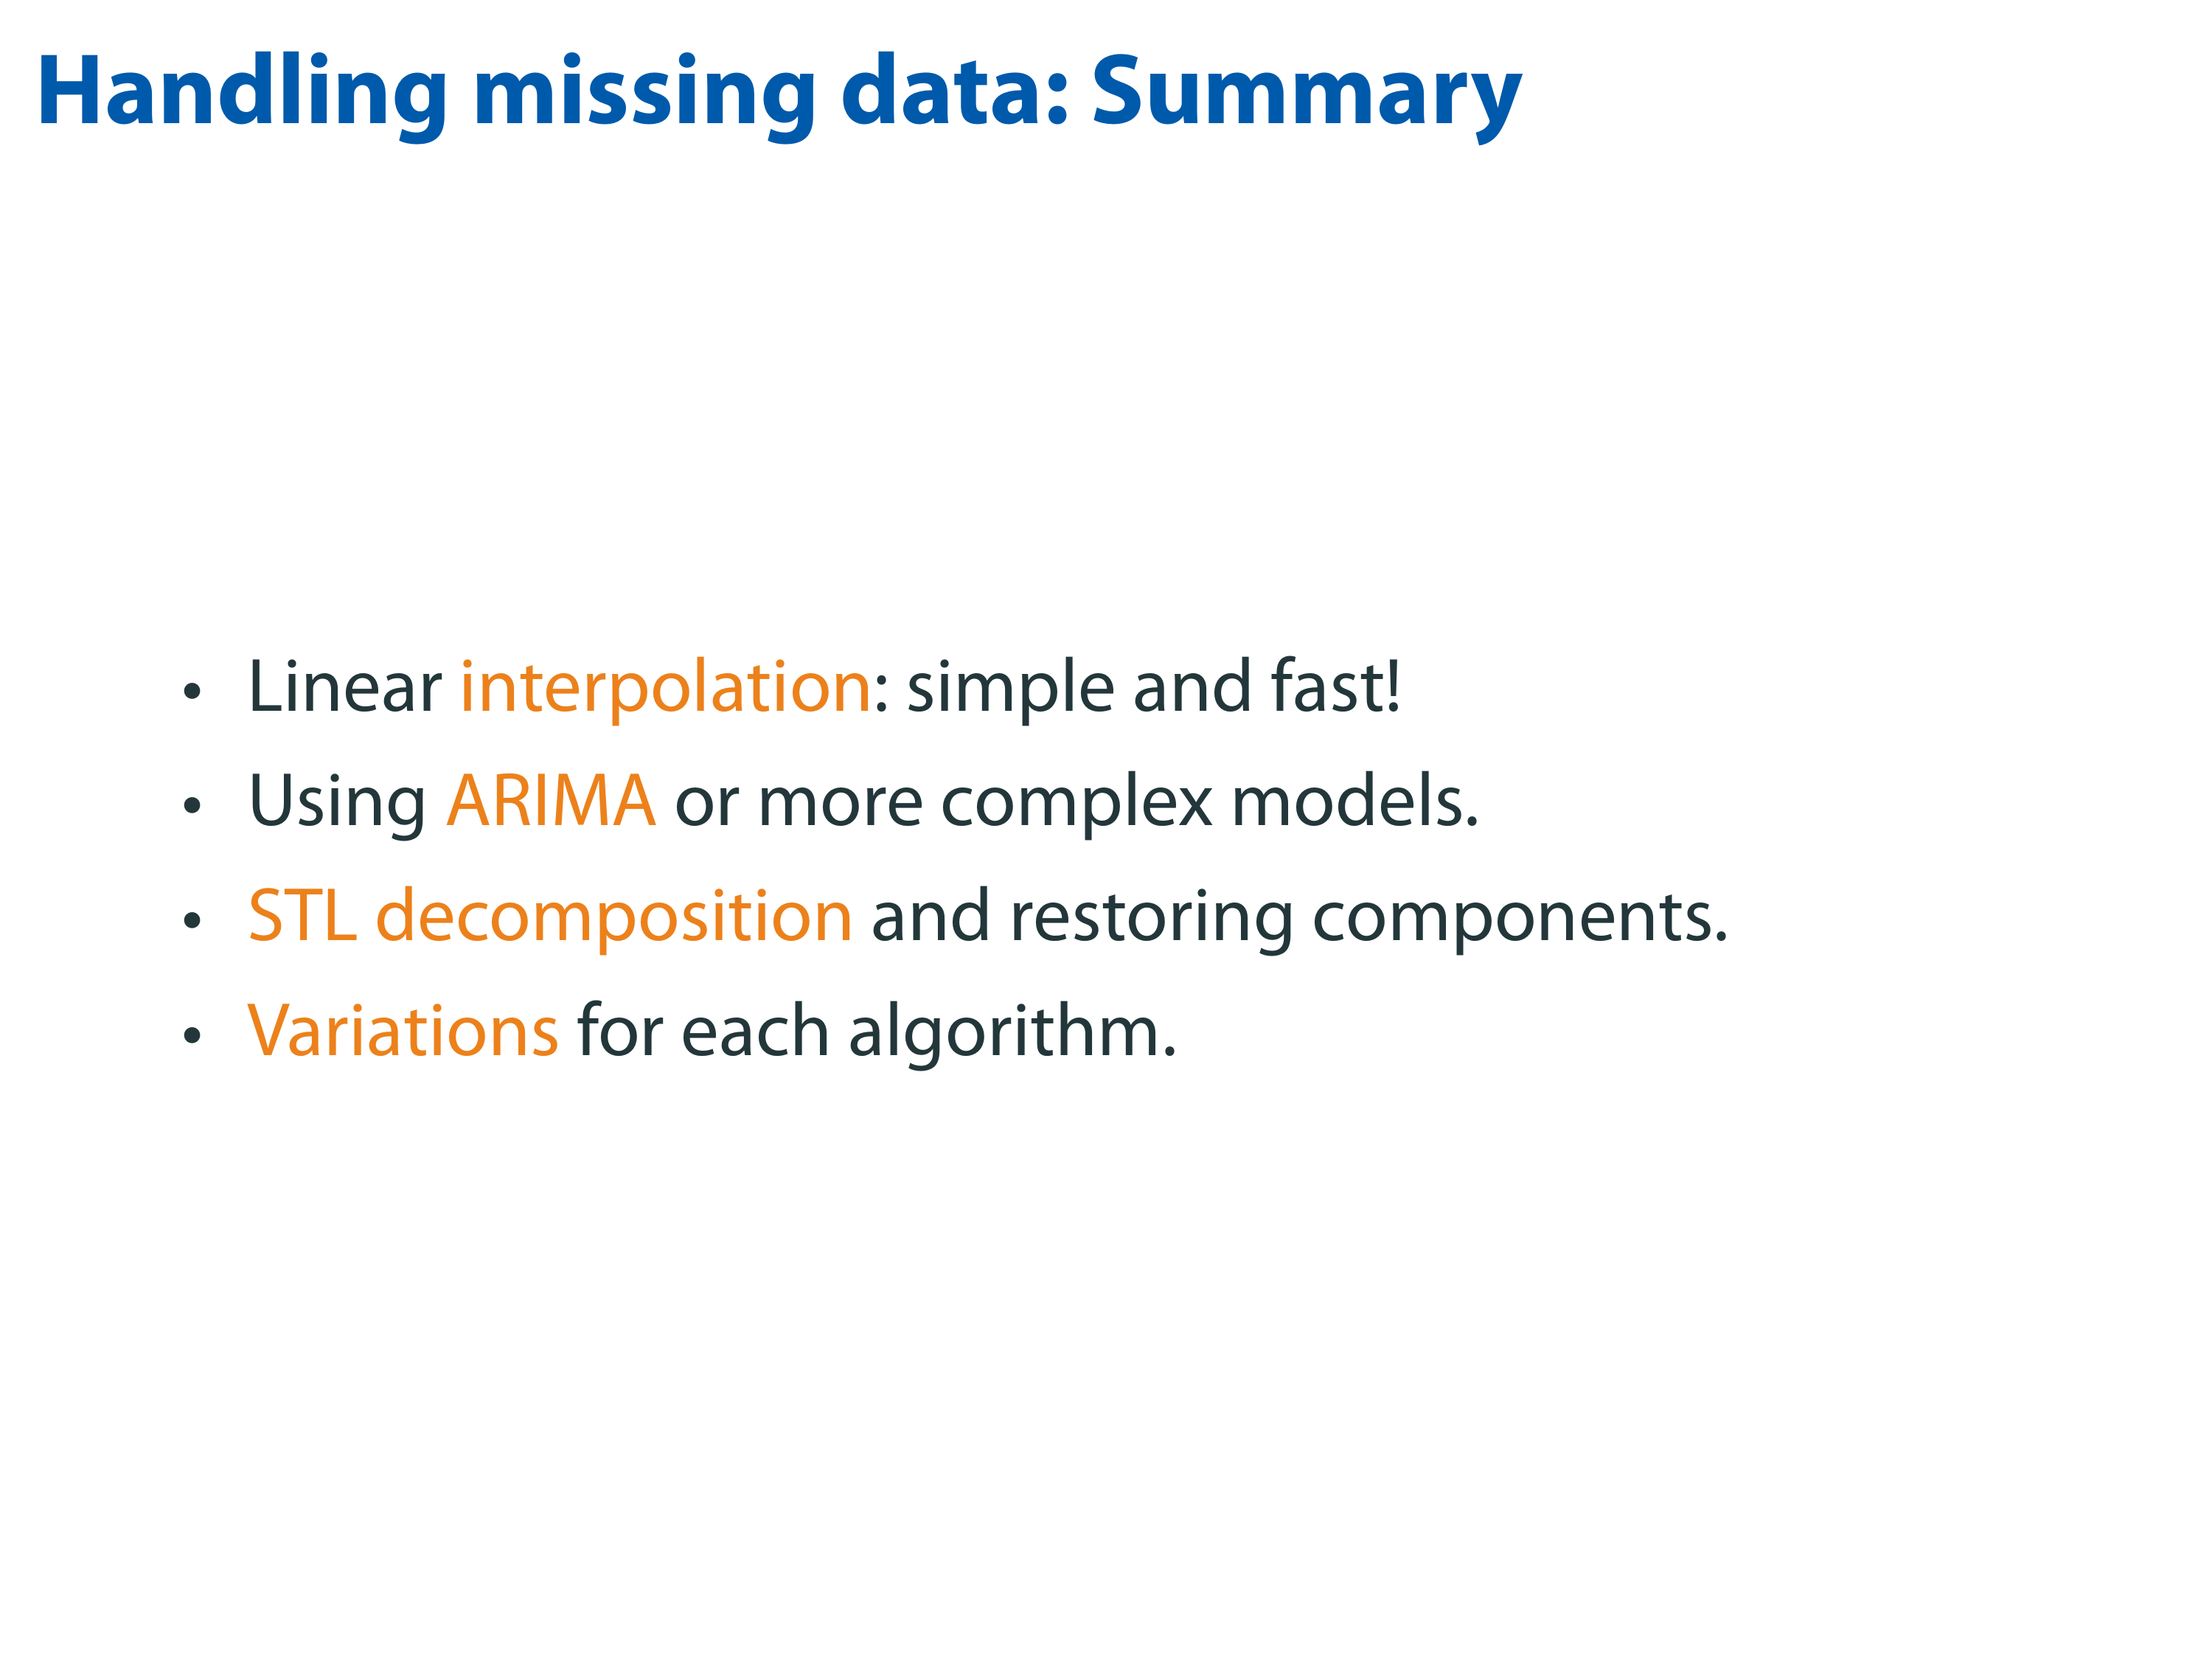 Handling missing data: Summary
• Linear interpolation: simple and fast!
• Using ARIMA or more complex models.
• STL decomposition and restoring components.
• Variations for each algorithm.